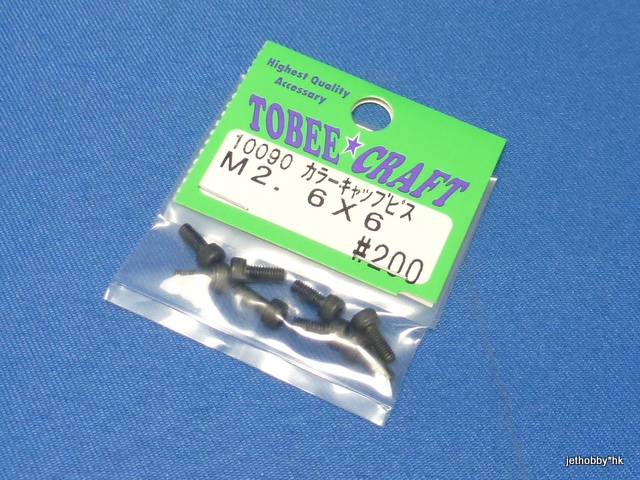 Highest Quality
Accessary
TOBEE★CRAFT
10090 カラーキャップビス
M2. 6X6
#200
jethobby*hk